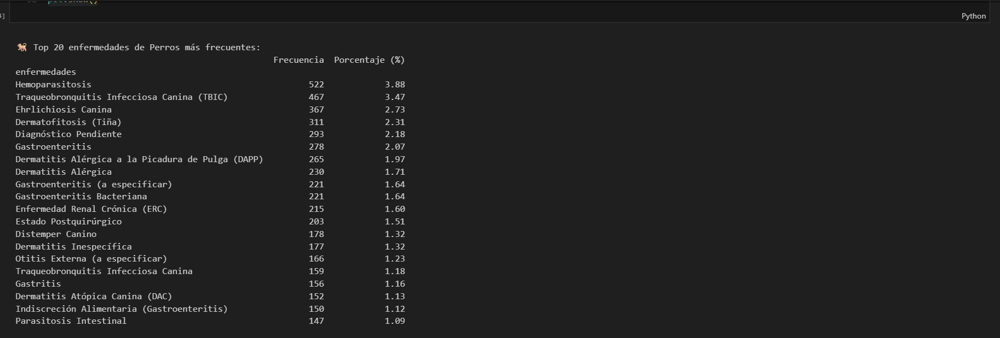 plt.show()
Python
Top 20 enfermedades de Perros más frecuentes:
Frecuencia Porcentaje (%)
enfermedades
Hemoparasitosis 522 3.88
Traqueobronquitis Infecciosa Canina (TBIC) 467 3.47
Ehrlichiosis Canina 367 2.73
Dermatofitosis (Tiña) 311 2.31
Diagnóstico Pendiente 293 2.18
Gastroenteritis 278 2.07
Dermatitis Alérgica a la Picadura de Pulga (DAPP) 265 1.97
Dermatitis Alérgica 230 1.71
Gastroenteritis (a especificar) 221 1.64
Gastroenteritis Bacteriana 221 1.64
Enfermedad Renal Crónica (ERC) 215 1.60
Estado Postquirúrgico 203 1.51
Distemper Canino 178 1.32
Dermatitis Inespecífica 177 1.32
Otitis Externa (a especificar) 166 1.23
Traqueobronquitis Infecciosa Canina 159 1.18
Gastritis 156 1.16
Dermatitis Atópica Canina (DAC) 152 1.13
Indiscreción Alimentaria (Gastroenteritis) 150 1.12
Parasitosis Intestinal 147 1.09